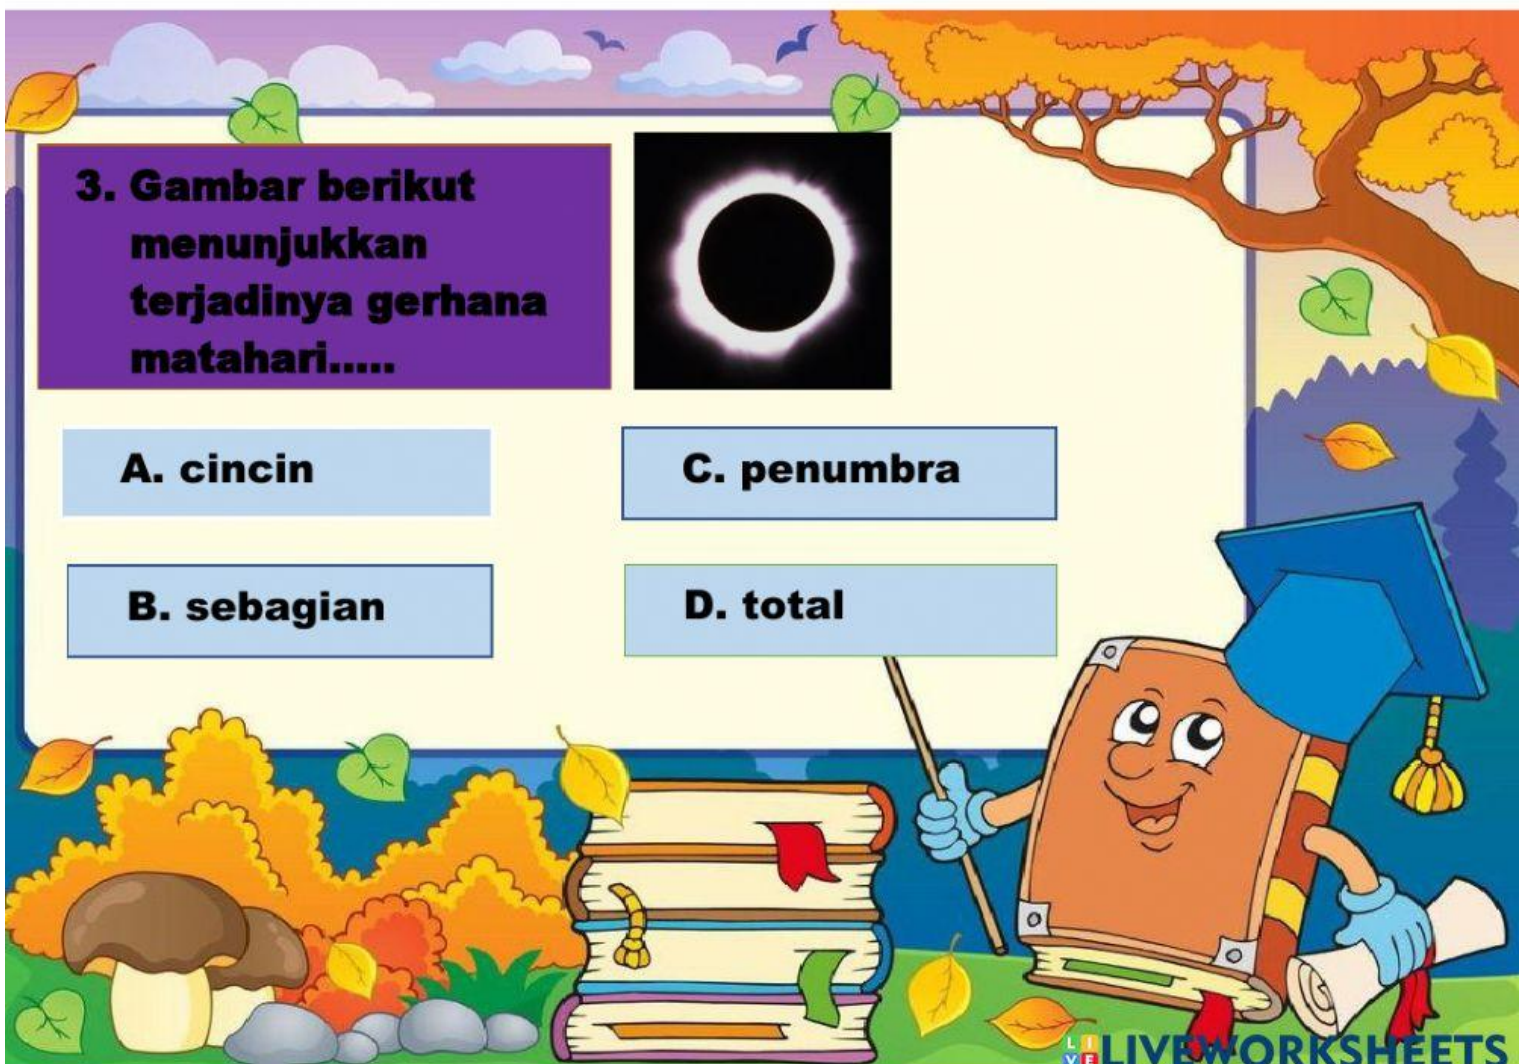 3. Gambar berikut
menunjukkan
terjadinya gerhana
matahari.....
A. cincin
C. penumbra
B. sebagian
D. total
LIVEWORKSHEETS